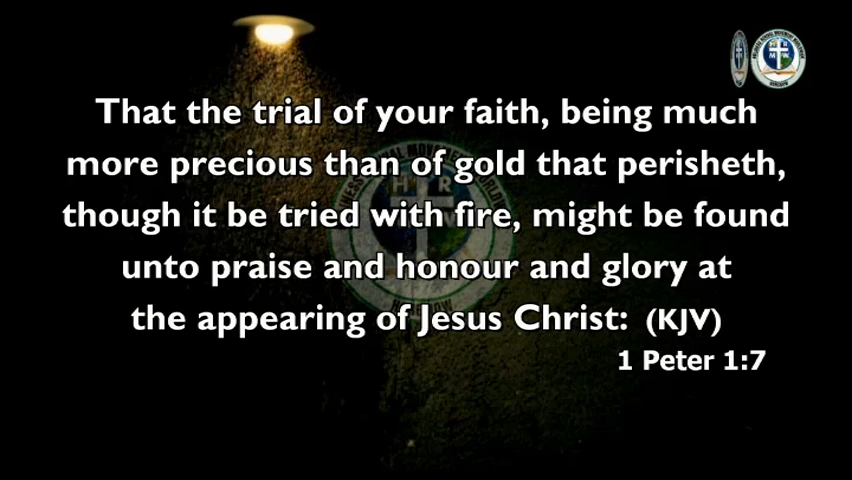 That the trial of your faith, being much
more precious than of gold that perisheth,
though it be tried with fire, might be found
unto praise and honour and glory at
the appearing of Jesus Christ: (KJV)
1 Peter 1:7